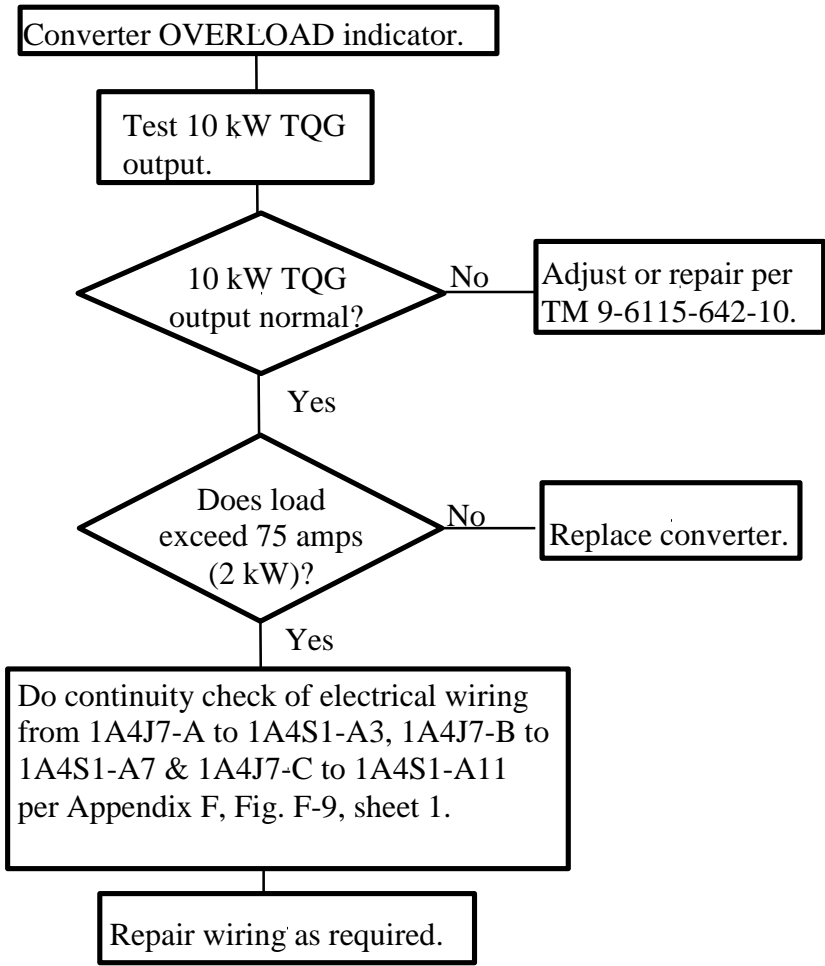 Converter OVERLOAD indicator.
Test 10 kW TQG
output.
10 kW TQG
output normal?
No
Adjust or repair per
TM 9-6115-642-10.
Yes
Does load
exceed 75 amps
(2 kW)?
No
Replace converter.
Yes
Do continuity check of electrical wiring
from 1A4J7-A to 1A4S1-A3, 1A4J7-B to
1A4S1-A7 & 1A4J7-C to 1A4S1-A11
per Appendix F, Fig. F-9, sheet 1.
Repair wiring as required.